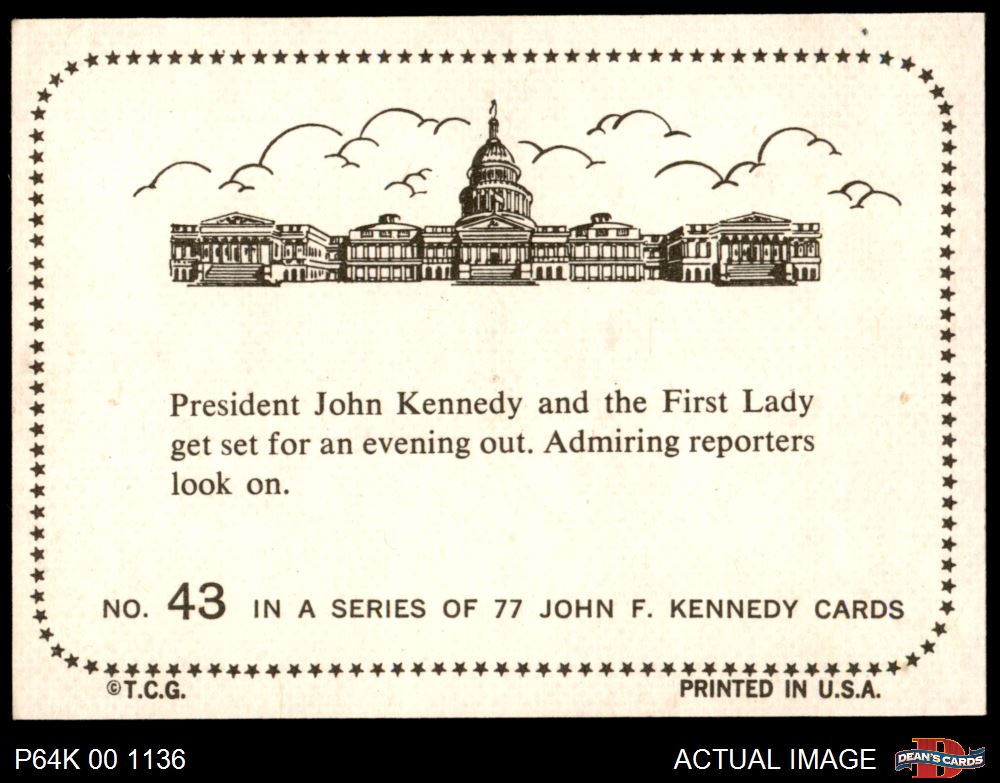 President John Kennedy and the First Lady
get set for an evening out. Admiring reporters
look on.
NO. 43 IN A SERIES OF 77 JOHN F. KENNEDY CARDS
©T.C.G.
PRINTED IN U.S.A.
P64K 00 1136
ACTUAL IMAGE
D
DEAN'S CARDS